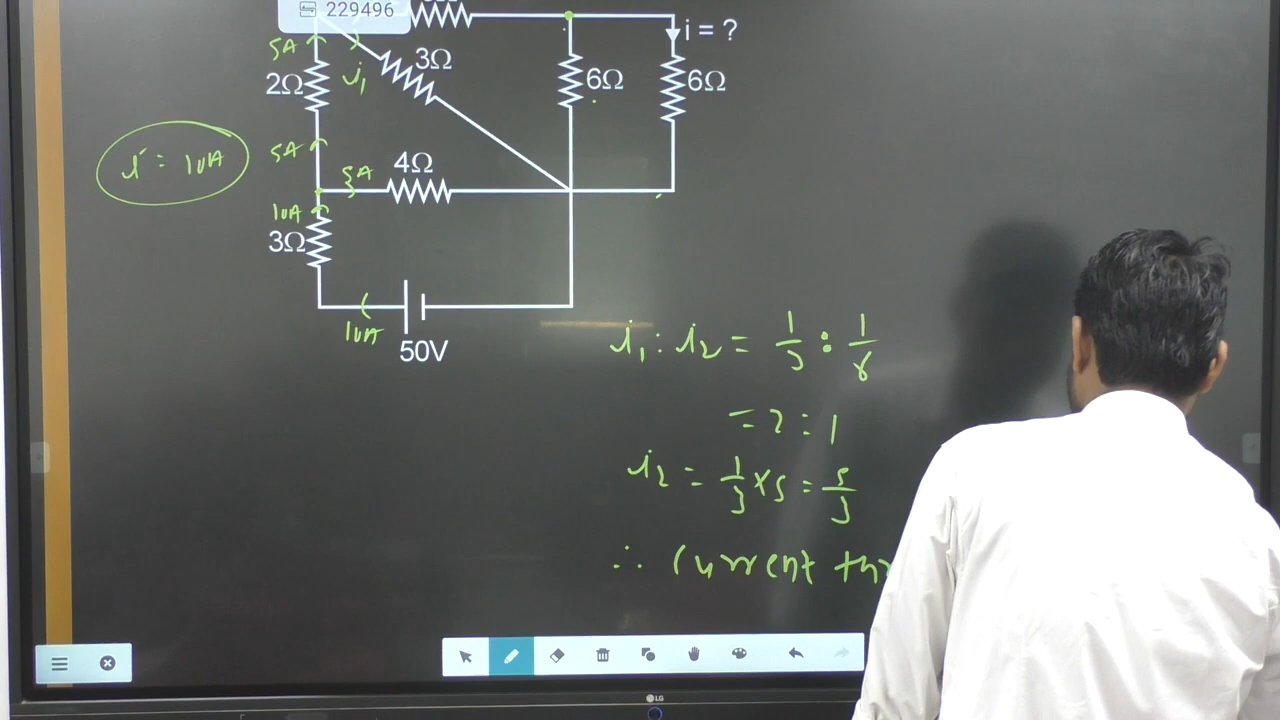 229496
i = ?
5A
i₁
3Ω
2Ω
6Ω
6Ω
i = 10A
5A
5A
4Ω
10A
3Ω
10A
50V
i₁ : i₂ = 1/3 : 1/6
= 2 : 1
i₂ = 1/3 × 5 = 5/3
∴ Current thr
LG